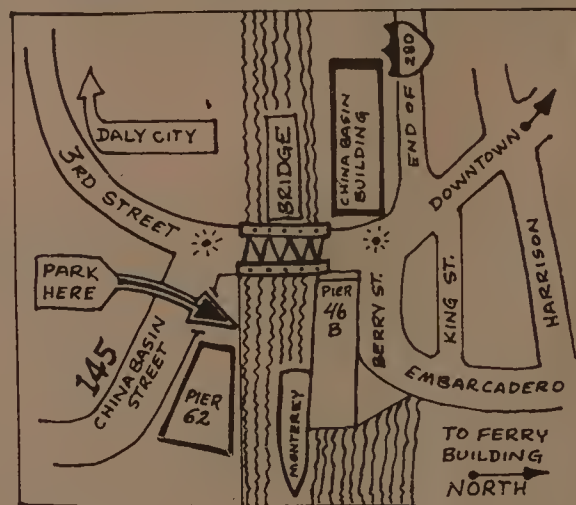 280
END OF
DALY CITY
3RD STREET
BRIDGE
CHINA BASIN
BUILDING
DOWNTOWN
HARRISON
KING ST.
BERRY ST.
PARK
HERE
PIER
46
B
145
CHINA BASIN
STREET
PIER
62
MONTEREY
EMBARCADERO
TO FERRY
BUILDING
NORTH